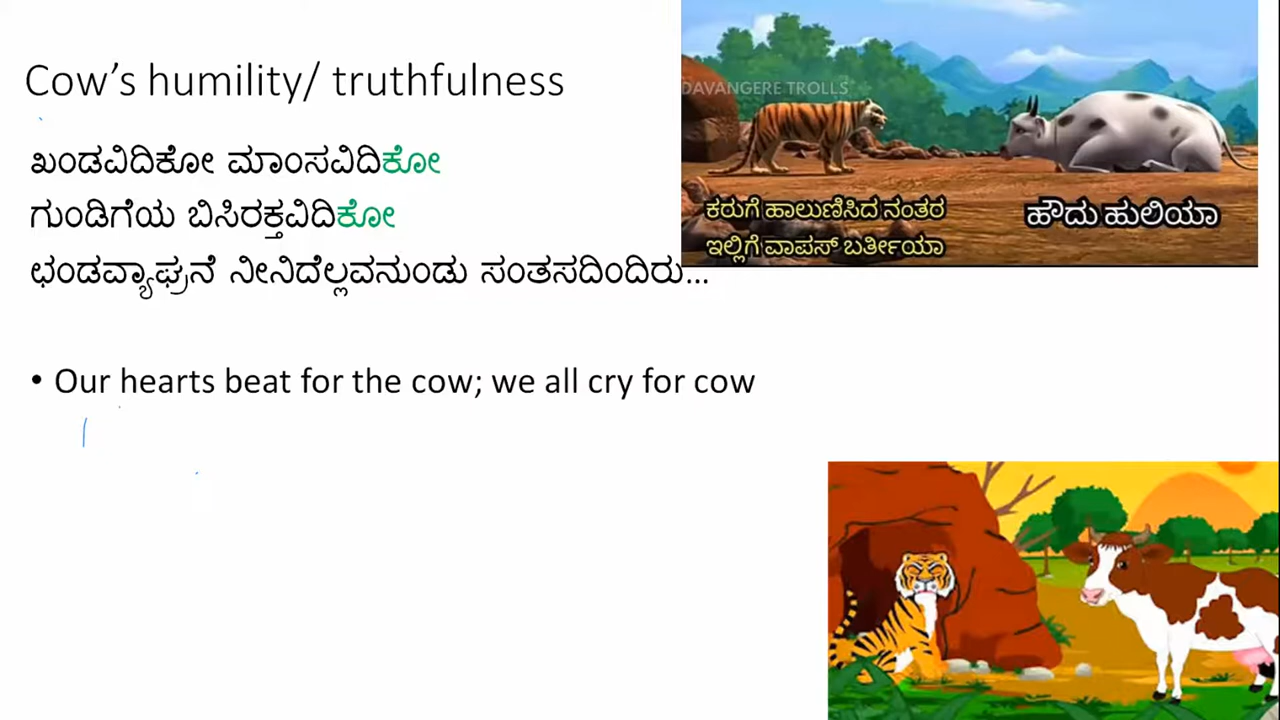 Cow’s humility/ truthfulness
ಖಂಡವಿದಿಕೋ ಮಾಂಸವಿದಿಕೋ
ಗುಂಡಿಗೆಯ ಬಿಸಿರಕ್ತವಿದಿಕೋ
ಛಂಡವ್ಯಾಘ್ರನೆ ನೀನಿದೆಲ್ಲವನುಂಡು ಸಂತಸದಿಂದಿರು...
DAVANGERE TROLLS
ಕರುಗೆ ಹಾಲುಣಿಸಿದ ನಂತರ
ಇಲ್ಲಿಗೆ ವಾಪಸ್ ಬರ್ತೀಯಾ
ಹೌದು ಹುಲಿಯಾ
• Our hearts beat for the cow; we all cry for cow